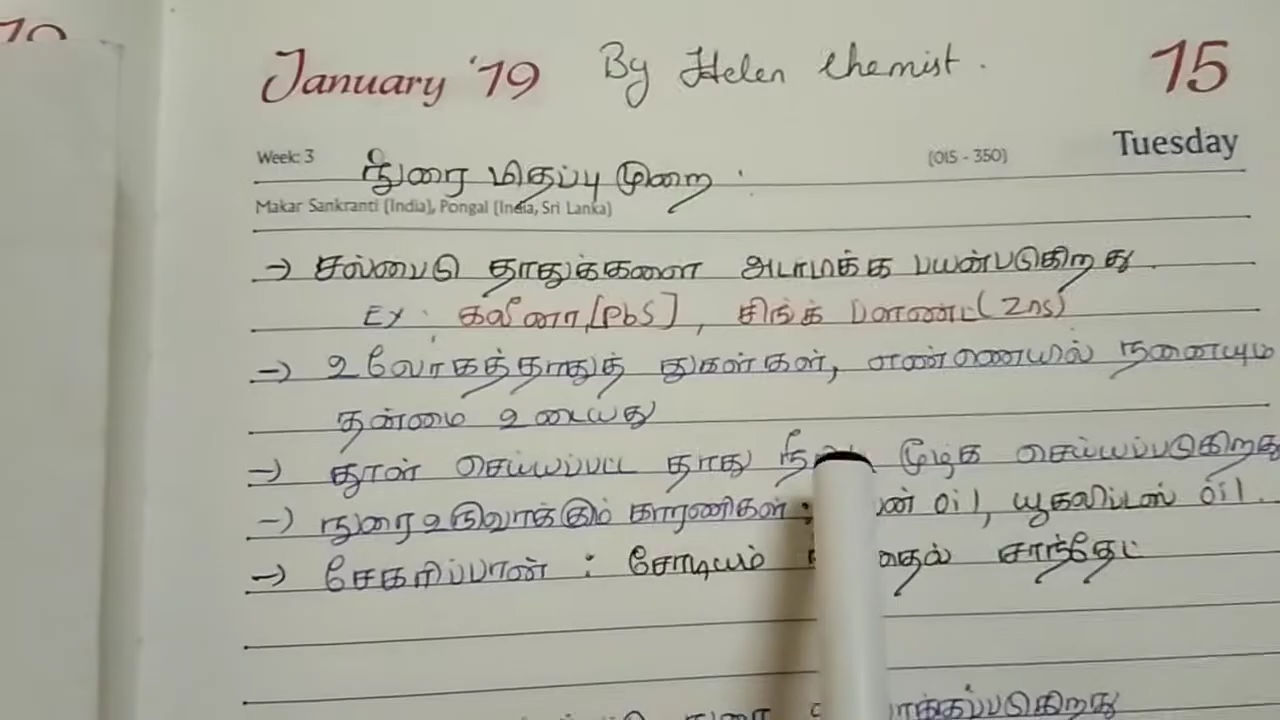 January '19 By Helen chemist . 15
Week: 3 (015 - 350) Tuesday
நுரை மிதப்பு முறை .
Makar Sankranti (India), Pongal (India, Sri Lanka)
→ சல்பைடு தாதுக்களை அடர்பிக்க பயன்படுகிறது .
Ex : கலீனா [PbS] , சிங்க் பிளண்ட் (ZnS)
→ உலோகத்தாதுத் துகள்கள், எண்ணெயில் நனையும்
தன்மை உடையது
→ தூள் செய்யப்பட்ட தாது மூழ்க செய்யப்படுகிறது
→ நுரை உருவாக்கும் காரணிகள் : oil, யூகலிப்டஸ் oil .
→ சேகரிப்பான் : சோடியம் சாந்தேட்
நுரை